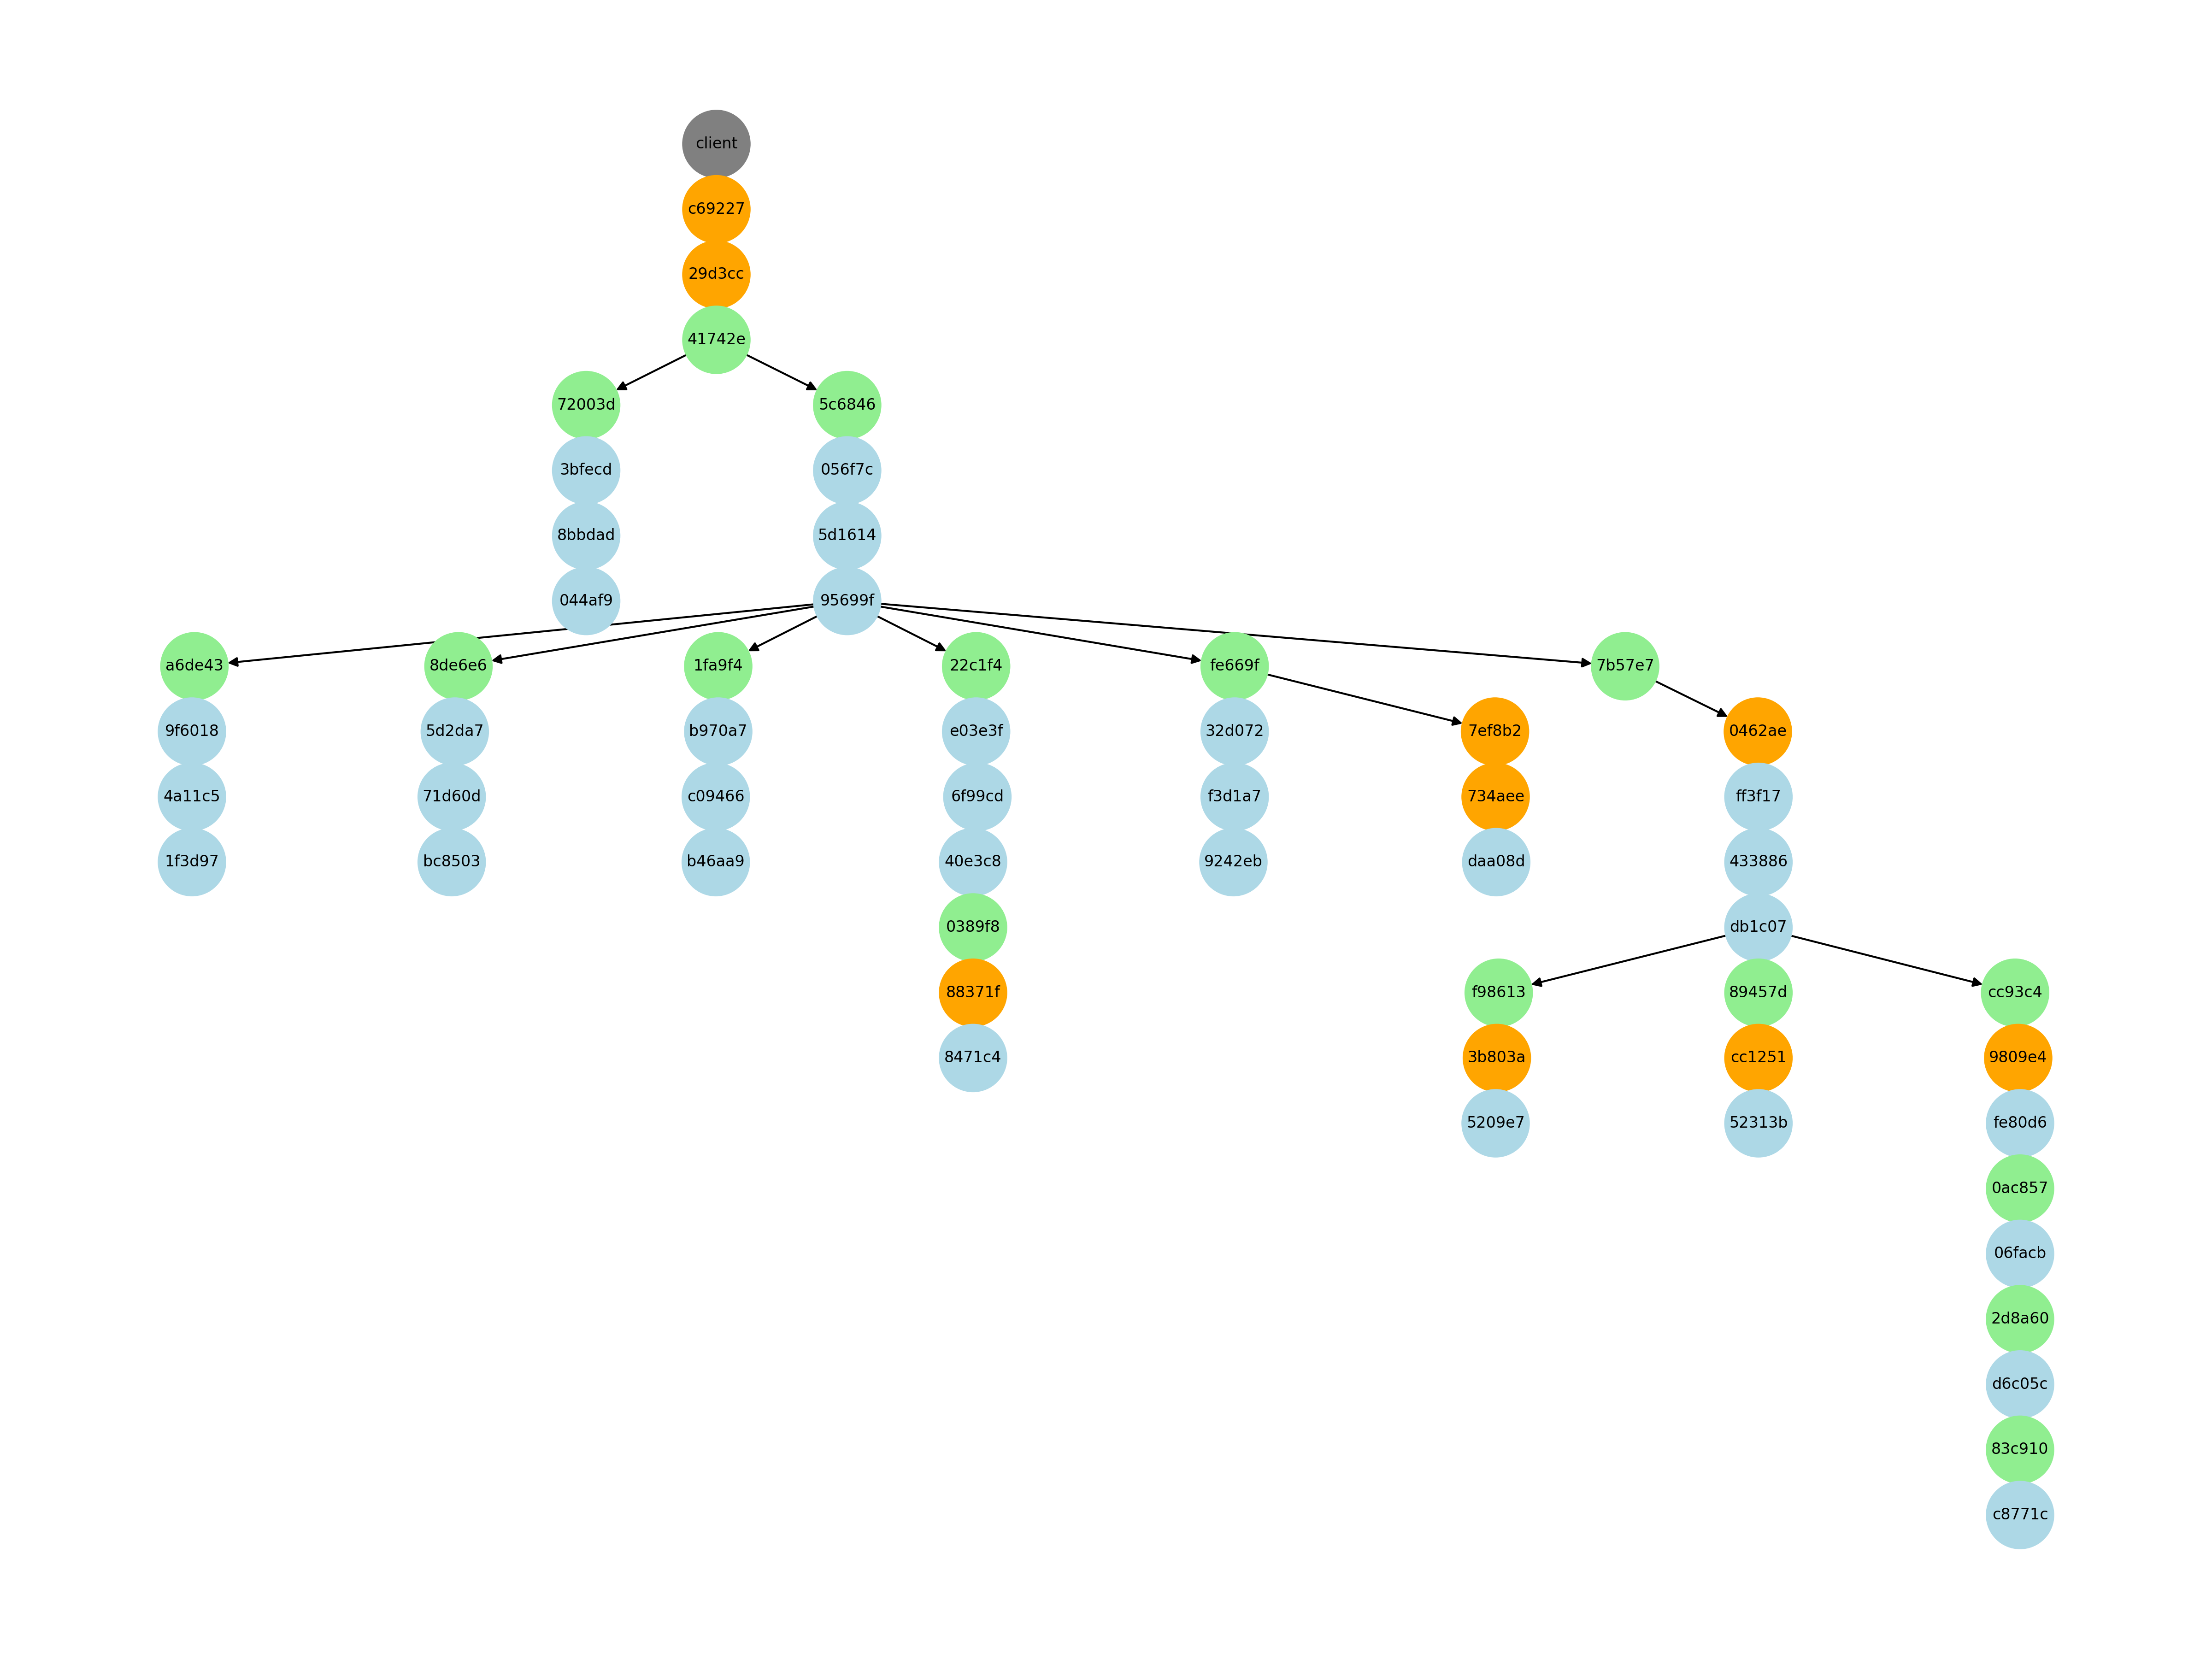 client
c69227
29d3cc
41742e
72003d 5c6846
3bfecd 056f7c
8bbdad 5d1614
044af9 95699f
a6de43 8de6e6 1fa9f4 22c1f4 fe669f 7b57e7
9f6018 5d2da7 b970a7 e03e3f 32d072 7ef8b2 0462ae
4a11c5 71d60d c09466 6f99cd f3d1a7 734aee ff3f17
1f3d97 bc8503 b46aa9 40e3c8 9242eb daa08d 433886
0389f8 db1c07
88371f f98613 89457d cc93c4
8471c4 3b803a cc1251 9809e4
5209e7 52313b fe80d6
0ac857
06facb
2d8a60
d6c05c
83c910
c8771c